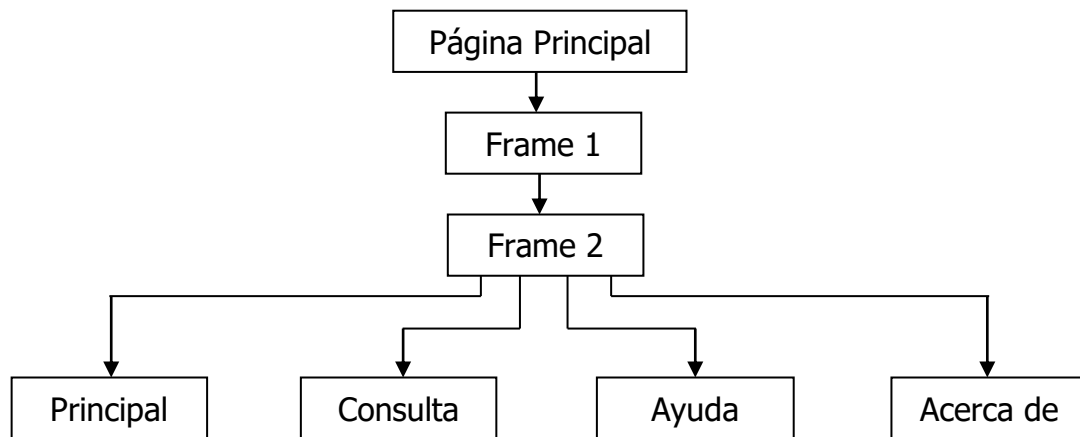 Página Principal
Frame 1
Frame 2
Principal
Consulta
Ayuda
Acerca de